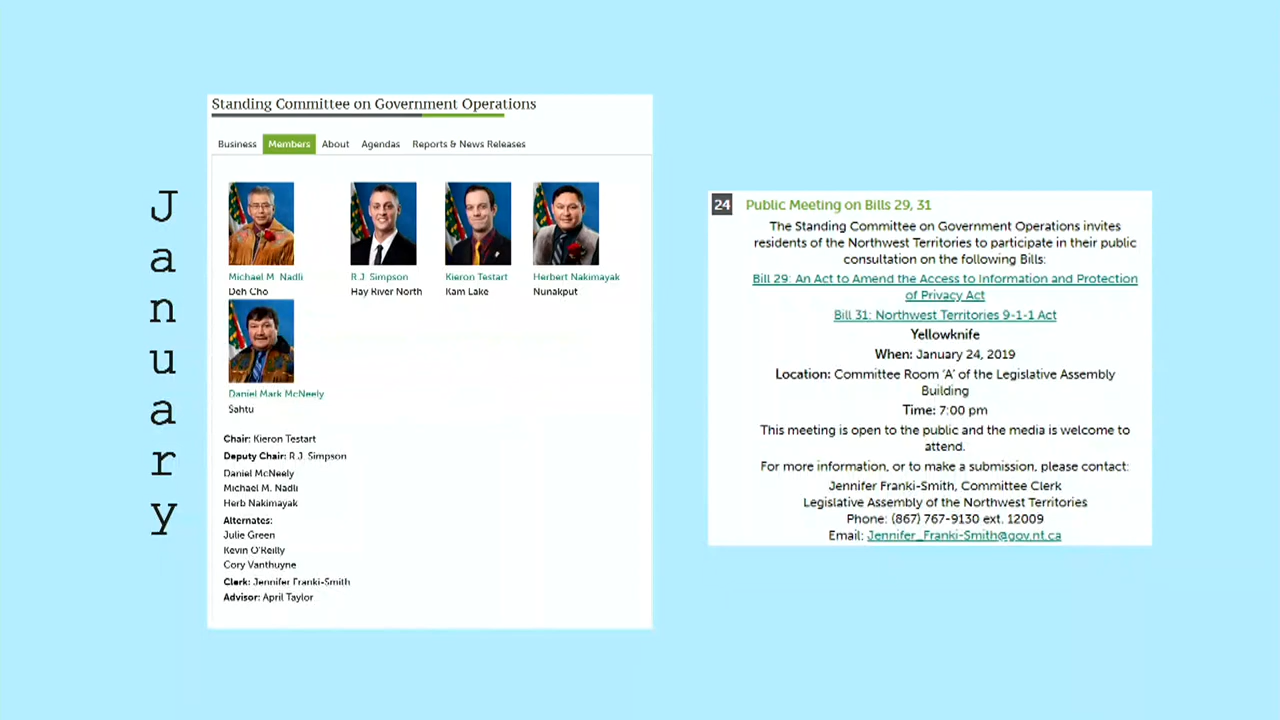 January
Standing Committee on Government Operations
Business Members About Agendas Reports & News Releases
Michael M. Nadli
Deh Cho
R.J. Simpson
Hay River North
Kieron Testart
Kam Lake
Herbert Nakimayak
Nunakput
Daniel Mark McNeely
Sahtu
Chair: Kieron Testart
Deputy Chair: R.J. Simpson
Daniel McNeely
Michael M. Nadli
Herb Nakimayak
Alternates:
Julie Green
Kevin O'Reilly
Cory Vanthuyne
Clerk: Jennifer Franki-Smith
Advisor: April Taylor
24 Public Meeting on Bills 29, 31
The Standing Committee on Government Operations invites
residents of the Northwest Territories to participate in their public
consultation on the following Bills:
Bill 29: An Act to Amend the Access to Information and Protection
of Privacy Act
Bill 31: Northwest Territories 9-1-1 Act
Yellowknife
When: January 24, 2019
Location: Committee Room 'A' of the Legislative Assembly
Building
Time: 7:00 pm
This meeting is open to the public and the media is welcome to
attend.
For more information, or to make a submission, please contact:
Jennifer Franki-Smith, Committee Clerk
Legislative Assembly of the Northwest Territories
Phone: (867) 767-9130 ext. 12009
Email: Jennifer_Franki-Smith@gov.nt.ca